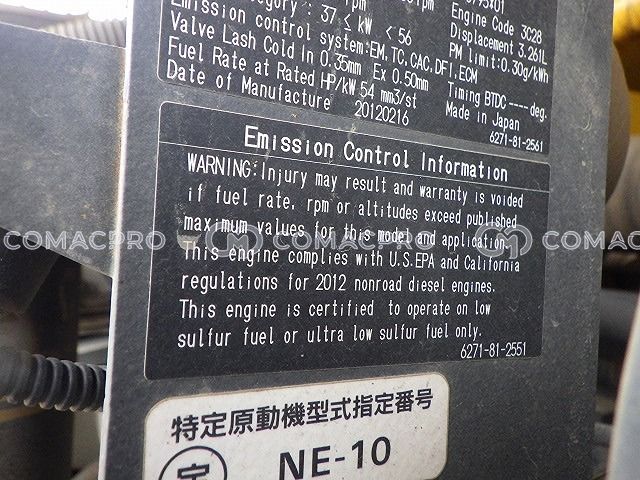 Engine Code 3C28
: 37 ≤ kW < 56
Displacement 3.261L
Emission control system: EM, TC, CAC, DFI, ECM
PM limit: 0.30g/kWh
Valve Lash Cold In 0.35mm Ex 0.50mm
Timing BTDC ---- deg.
Fuel Rate at Rated HP/kW 54 mm3/st
Made in Japan
Date of Manufacture 20120216
6271-81-2561
Emission Control Information
WARNING: Injury may result and warranty is voided
if fuel rate, rpm or altitudes exceed published
maximum values for this model and application.
This engine complies with U.S.EPA and California
regulations for 2012 nonroad diesel engines.
This engine is certified to operate on low
sulfur fuel or ultra low sulfur fuel only.
6271-81-2551
特定原動機型式指定番号
NE-10
COMACPRO COMACPRO COMAC